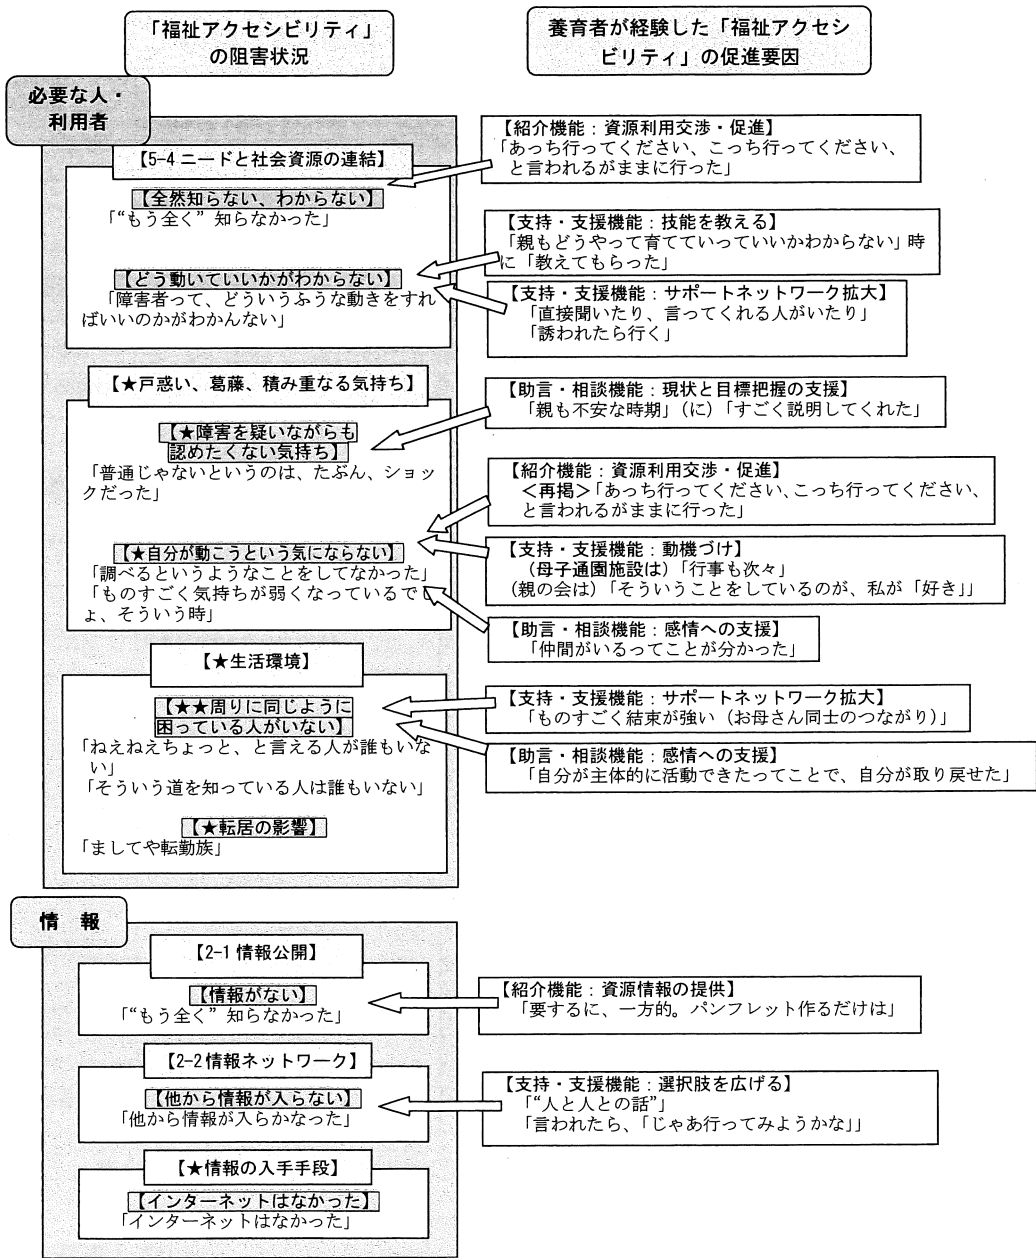 「福祉アクセシビリティ」
の阻害状況
養育者が経験した「福祉アクセシ
ビリティ」の促進要因
必要な人・
利用者
【5-4 ニードと社会資源の連結】
【全然知らない、わからない】
「“もう全く”知らなかった」
【どう動いていいかがわからない】
「障害者って、どういうふうな動きをすれ
ばいいのかがわかんない」
【紹介機能：資源利用交渉・促進】
「あっち行ってください、こっち行ってください、
と言われるがままに行った」
【支持・支援機能：技能を教える】
「親もどうやって育てていっていいかわからない」時
に「教えてもらった」
【支持・支援機能：サポートネットワーク拡大】
「直接聞いたり、言ってくれる人がいたり」
「誘われたら行く」
【★戸惑い、葛藤、積み重なる気持ち】
【★障害を疑いながらも
認めたくない気持ち】
「普通じゃないというのは、たぶん、ショッ
クだった」
【★自分が動こうという気にならない】
「調べるというようなことをしてなかった」
「ものすごく気持ちが弱くなっているでし
ょ、そういう時」
【助言・相談機能：現状と目標把握の支援】
「親も不安な時期」（に）「すごく説明してくれた」
【紹介機能：資源利用交渉・促進】
＜再掲＞「あっち行ってください、こっち行ってください、
と言われるがままに行った」
【支持・支援機能：動機づけ】
（母子通園施設は）「行事も次々」
（親の会は）「そういうことをしているのが、私が「好き」」
【助言・相談機能：感情への支援】
「仲間がいるってことが分かった」
【★生活環境】
【★★周りに同じように
困っている人がいない】
「ねえねえちょっと、と言える人が誰もいな
い」
「そういう道を知っている人は誰もいない」
【★転居の影響】
「ましてや転勤族」
【支持・支援機能：サポートネットワーク拡大】
「ものすごく結束が強い（お母さん同士のつながり）」
【助言・相談機能：感情への支援】
「自分が主体的に活動できたってことで、自分が取り戻せた」
情　報
【2-1 情報公開】
【情報がない】
「“もう全く”知らなかった」
【紹介機能：資源情報の提供】
「要するに、一方的。パンフレット作るだけは」
【2-2 情報ネットワーク】
【他から情報が入らない】
「他から情報が入らかなった」
【支持・支援機能：選択肢を広げる】
「“人と人との話”」
「言われたら、「じゃあ行ってみようかな」」
【★情報の入手手段】
【インターネットはなかった】
「インターネットはなかった」